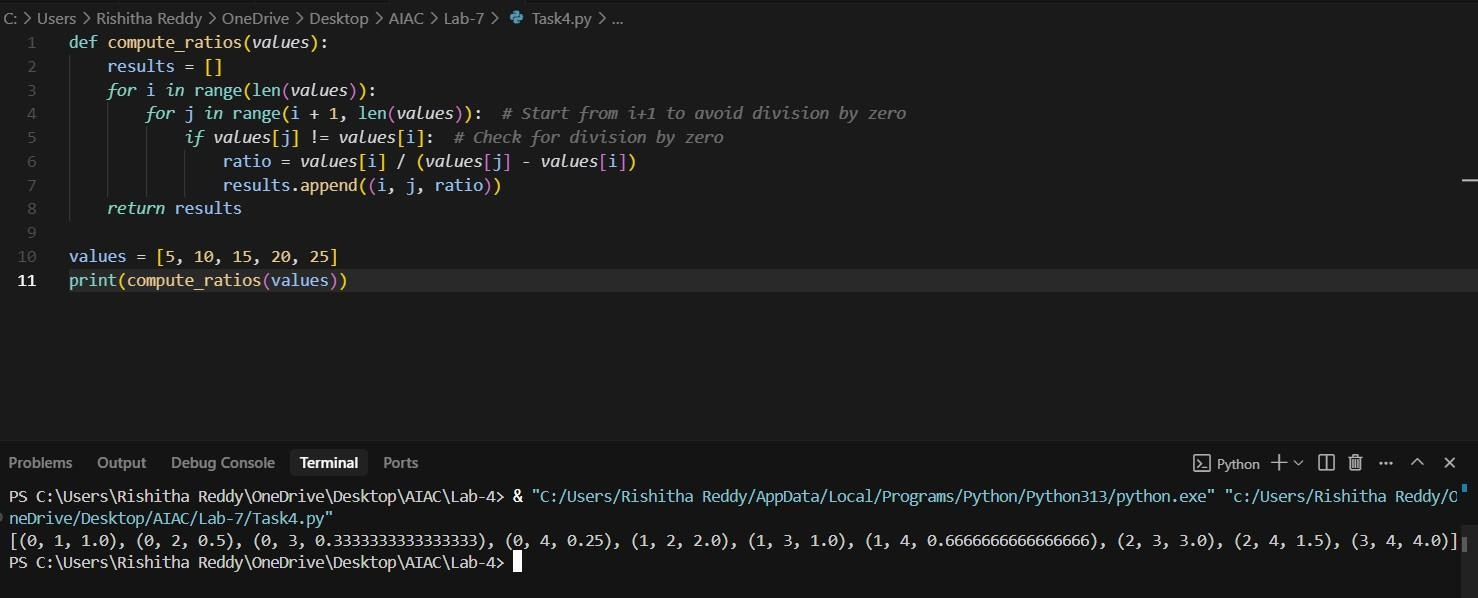 C: > Users > Rishitha Reddy > OneDrive > Desktop > AIAC > Lab-7 > Task4.py > ...
1 def compute_ratios(values):
2     results = []
3     for i in range(len(values)):
4         for j in range(i + 1, len(values)):  # Start from i+1 to avoid division by zero
5             if values[j] != values[i]:  # Check for division by zero
6                 ratio = values[i] / (values[j] - values[i])
7                 results.append((i, j, ratio))
8     return results
9
10 values = [5, 10, 15, 20, 25]
11 print(compute_ratios(values))
Problems Output Debug Console Terminal Ports Python
PS C:\Users\Rishitha Reddy\OneDrive\Desktop\AIAC\Lab-4> & "C:/Users/Rishitha Reddy/AppData/Local/Programs/Python/Python313/python.exe" "c:/Users/Rishitha Reddy/O
neDrive/Desktop/AIAC/Lab-7/Task4.py"
[(0, 1, 1.0), (0, 2, 0.5), (0, 3, 0.3333333333333333), (0, 4, 0.25), (1, 2, 2.0), (1, 3, 1.0), (1, 4, 0.6666666666666666), (2, 3, 3.0), (2, 4, 1.5), (3, 4, 4.0)]
PS C:\Users\Rishitha Reddy\OneDrive\Desktop\AIAC\Lab-4>